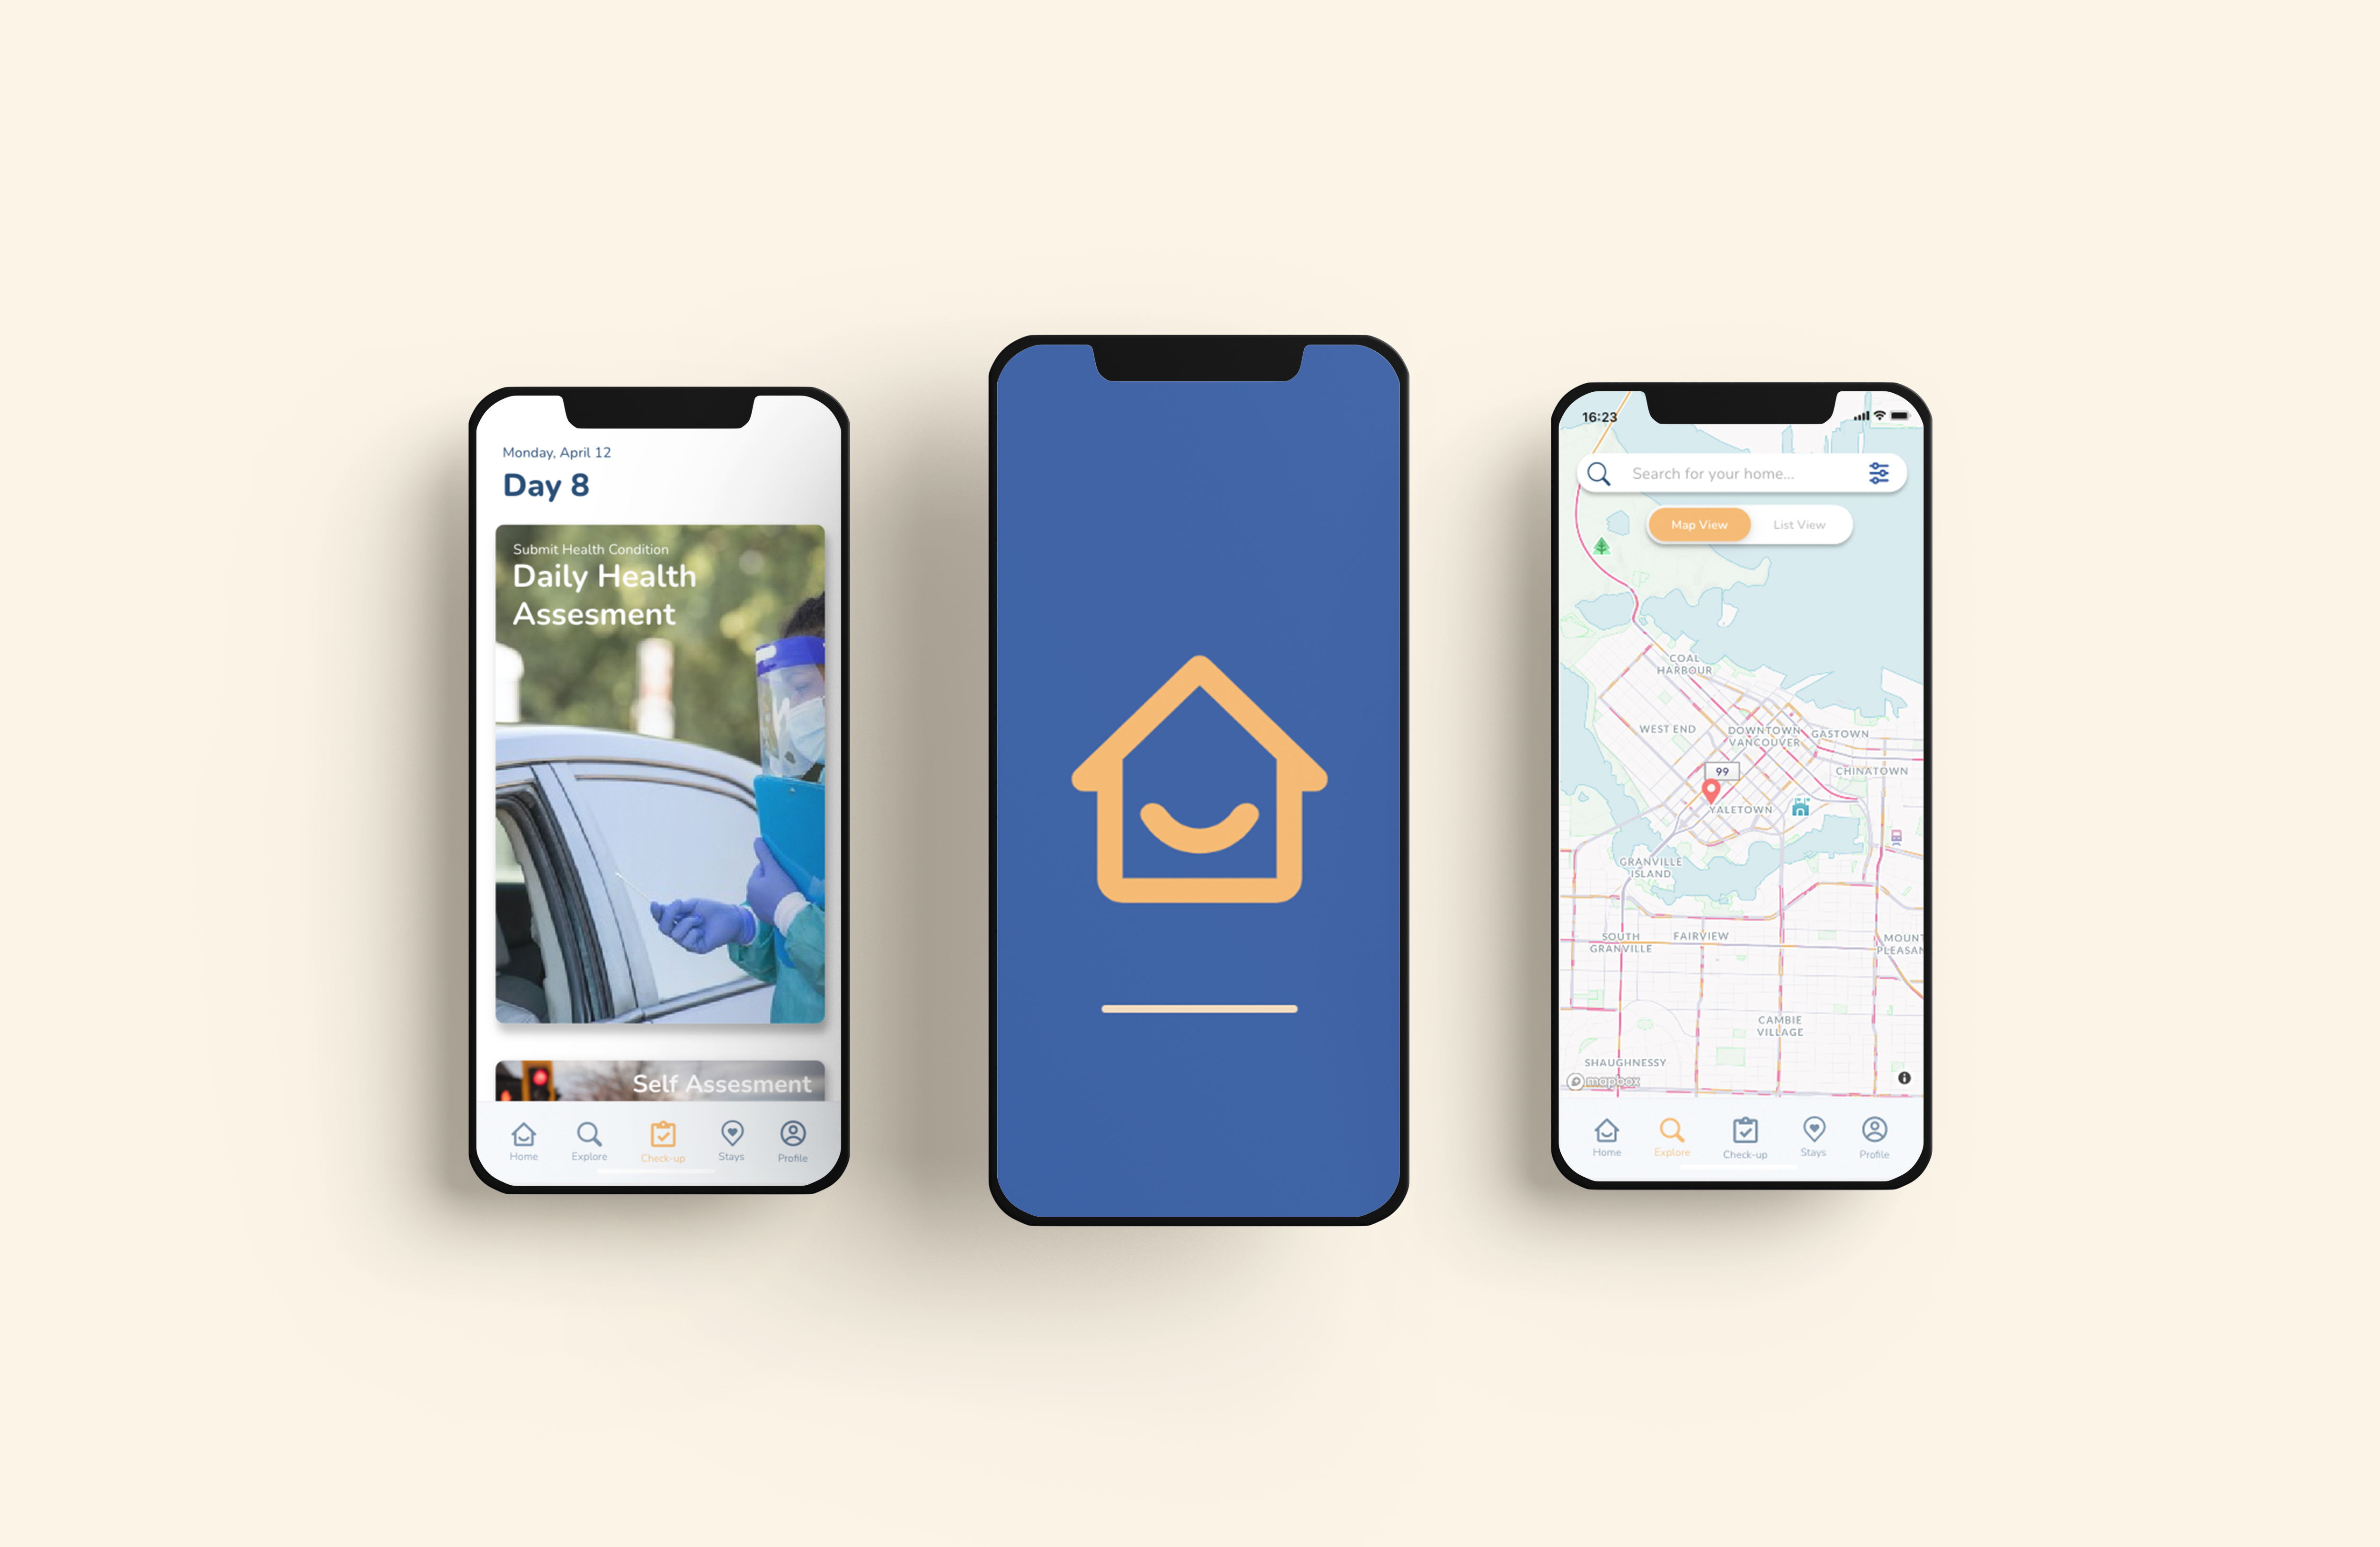 Monday, April 12
Day 8
Submit Health Condition
Daily Health
Assesment
Self Assesment
Home
Explore
Check-up
Stays
Profile
16:23
Search for your home...
Map View
List View
COAL
HARBOUR
WEST END
DOWNTOWN
VANCOUVER
GASTOWN
CHINATOWN
99
YALETOWN
GRANVILLE
ISLAND
SOUTH
GRANVILLE
FAIRVIEW
MOUNT
PLEASAN
CAMBIE
VILLAGE
SHAUGHNESSY
mapbox
Home
Explore
Check-up
Stays
Profile